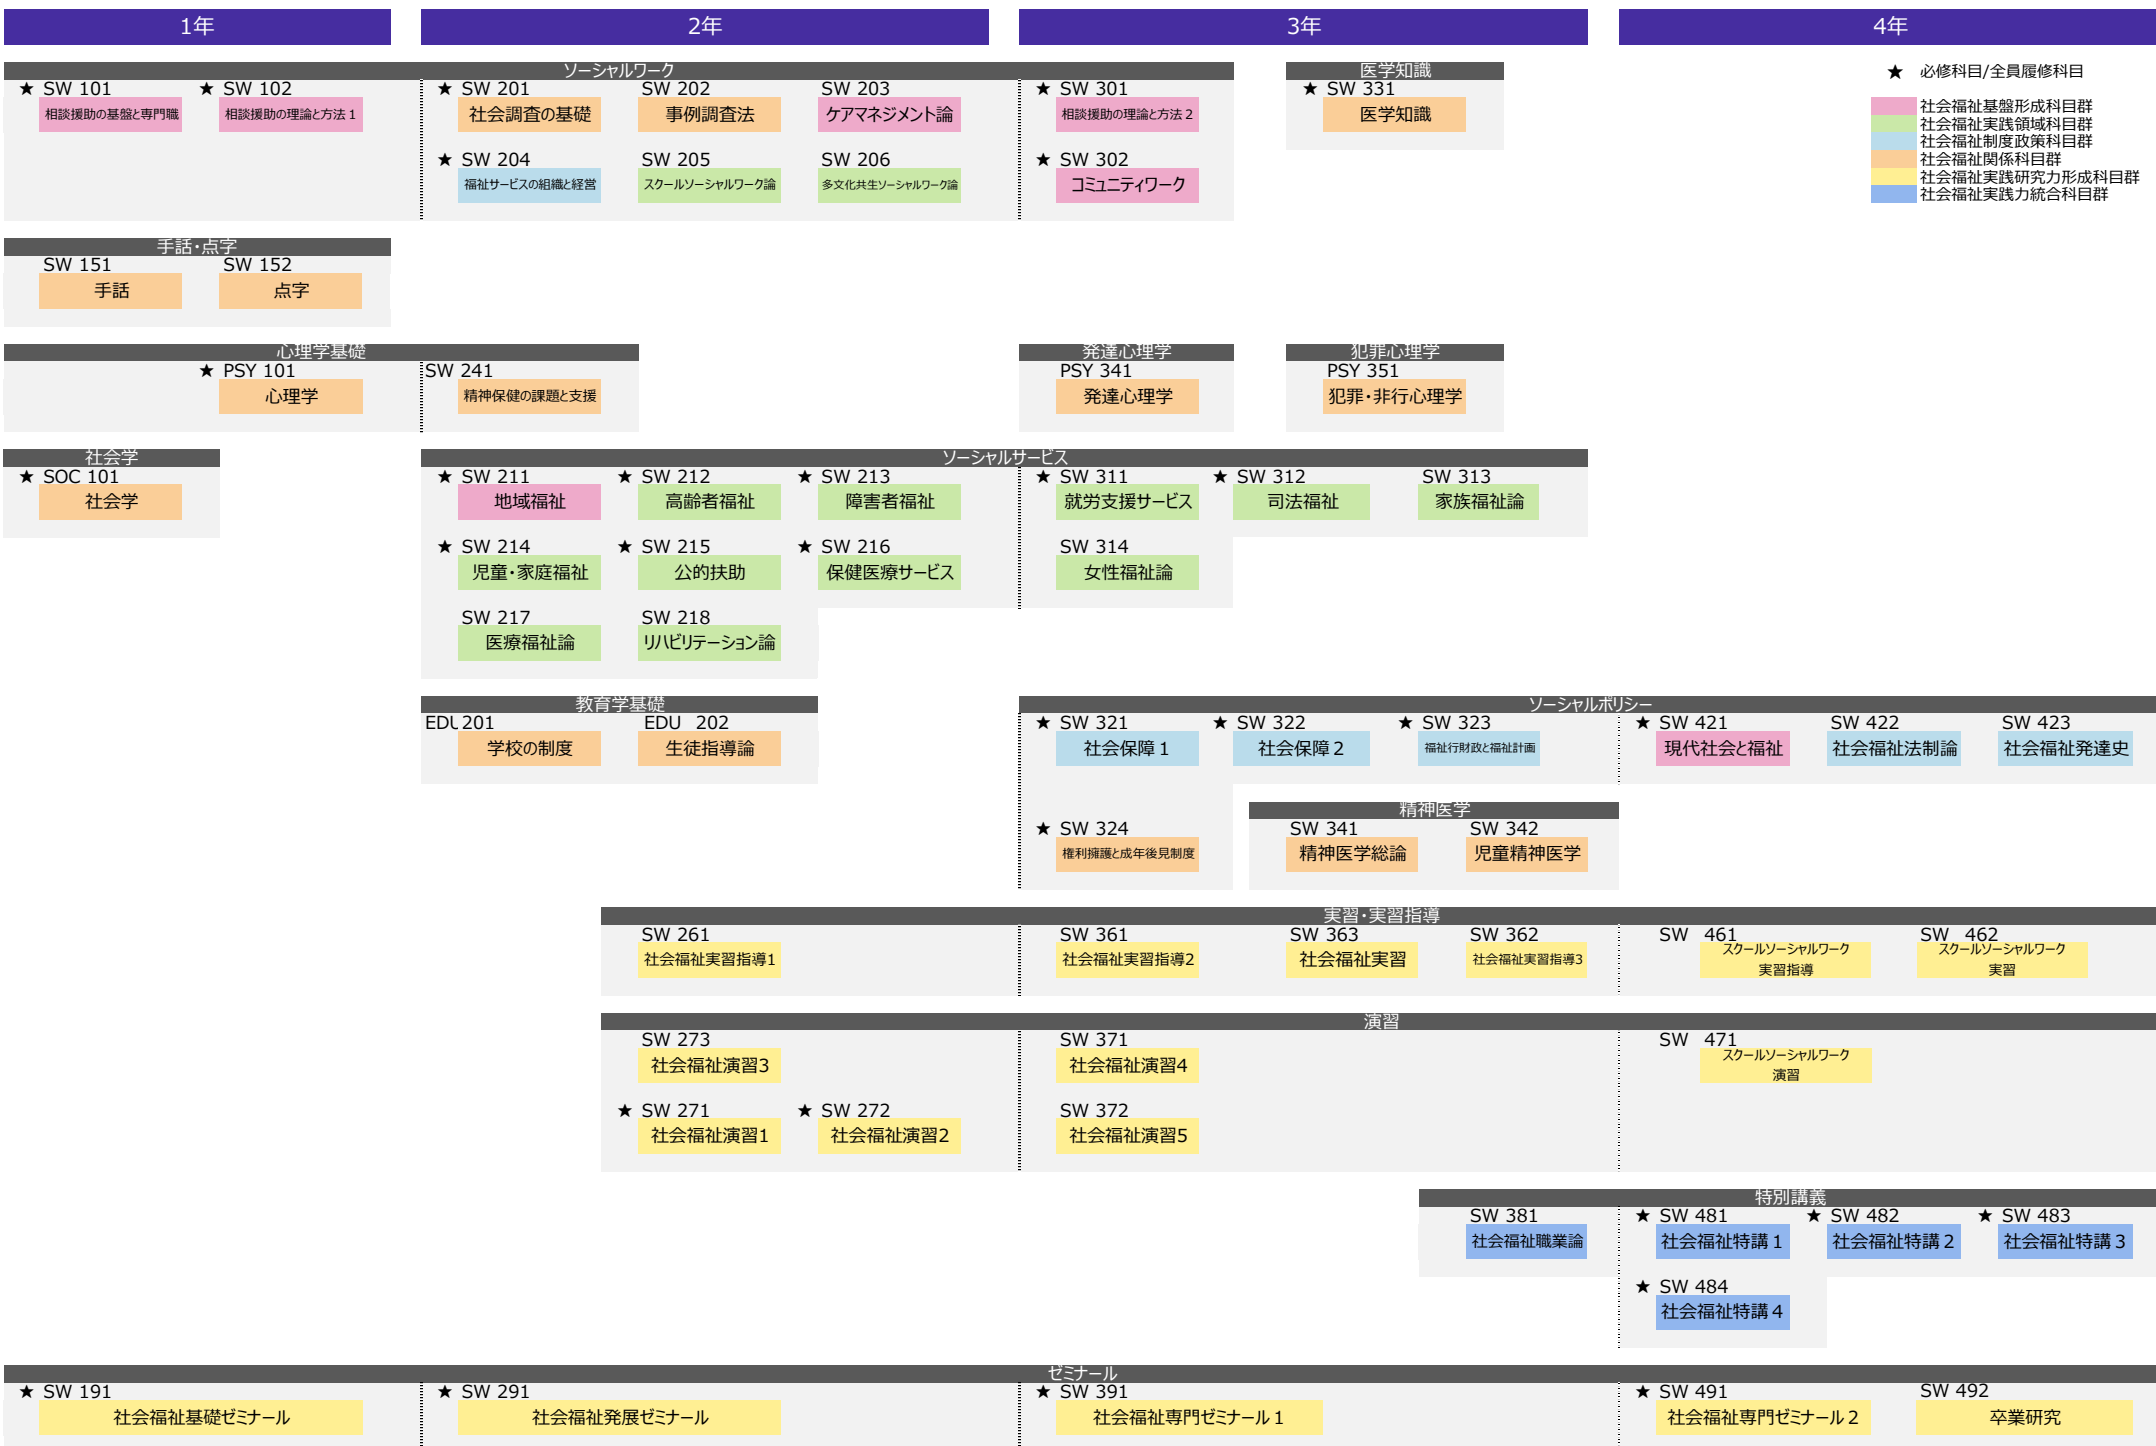 1年 2年 3年 4年
ソーシャルワーク 医学知識
★ 必修科目/全員履修科目
★ SW 101 ★ SW 102 ★ SW 201 SW 202 SW 203 ★ SW 301 ★ SW 331
相談援助の基盤と専門職 相談援助の理論と方法1 社会調査の基礎 事例調査法 ケアマネジメント論 相談援助の理論と方法2 医学知識
社会福祉基盤形成科目群
社会福祉実践領域科目群
社会福祉制度政策科目群
社会福祉関係科目群
社会福祉実践研究力形成科目群
社会福祉実践力統合科目群
★ SW 204 SW 205 SW 206 ★ SW 302
福祉サービスの組織と経営 スクールソーシャルワーク論 多文化共生ソーシャルワーク論 コミュニティワーク
手話・点字
SW 151 SW 152
手話 点字
心理学基礎 発達心理学 犯罪心理学
★ PSY 101 SW 241 PSY 341 PSY 351
心理学 精神保健の課題と支援 発達心理学 犯罪・非行心理学
社会学 ソーシャルサービス
★ SOC 101 ★ SW 211 ★ SW 212 ★ SW 213 ★ SW 311 ★ SW 312 SW 313
社会学 地域福祉 高齢者福祉 障害者福祉 就労支援サービス 司法福祉 家族福祉論
★ SW 214 ★ SW 215 ★ SW 216 SW 314
児童・家庭福祉 公的扶助 保健医療サービス 女性福祉論
SW 217 SW 218
医療福祉論 リハビリテーション論
教育学基礎 ソーシャルポリシー
EDU 201 EDU 202 ★ SW 321 ★ SW 322 ★ SW 323 ★ SW 421 SW 422 SW 423
学校の制度 生徒指導論 社会保障1 社会保障2 福祉行財政と福祉計画 現代社会と福祉 社会福祉法制論 社会福祉発達史
精神医学
★ SW 324 SW 341 SW 342
権利擁護と成年後見制度 精神医学総論 児童精神医学
実習・実習指導
SW 261 SW 361 SW 363 SW 362 SW 461 SW 462
社会福祉実習指導1 社会福祉実習指導2 社会福祉実習 社会福祉実習指導3 スクールソーシャルワーク スクールソーシャルワーク
実習指導 実習
演習
SW 273 SW 371 SW 471
社会福祉演習3 社会福祉演習4 スクールソーシャルワーク
演習
★ SW 271 ★ SW 272 SW 372
社会福祉演習1 社会福祉演習2 社会福祉演習5
特別講義
SW 381 ★ SW 481 ★ SW 482 ★ SW 483
社会福祉職業論 社会福祉特講1 社会福祉特講2 社会福祉特講3
★ SW 484
社会福祉特講4
ゼミナール
★ SW 191 ★ SW 291 ★ SW 391 ★ SW 491 SW 492
社会福祉基礎ゼミナール 社会福祉発展ゼミナール 社会福祉専門ゼミナール1 社会福祉専門ゼミナール2 卒業研究